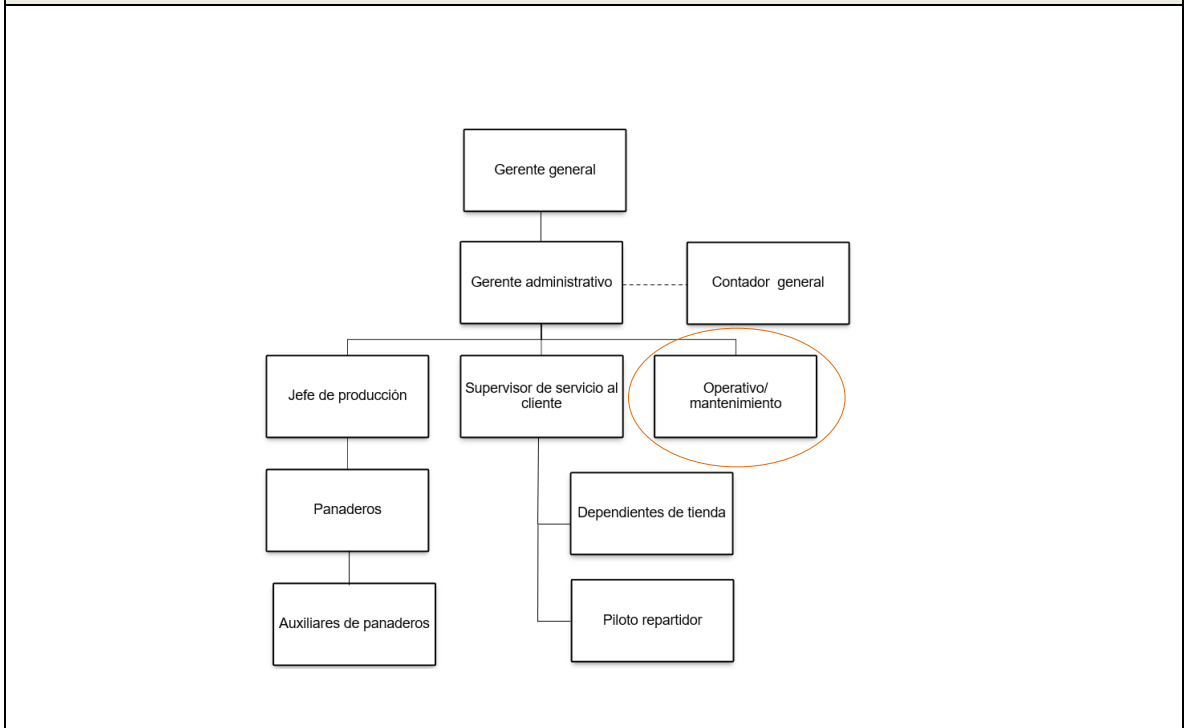 Gerente general
Gerente administrativo
Contador general
Jefe de producción
Supervisor de servicio al
cliente
Operativo/
mantenimiento
Panaderos
Dependientes de tienda
Auxiliares de panaderos
Piloto repartidor